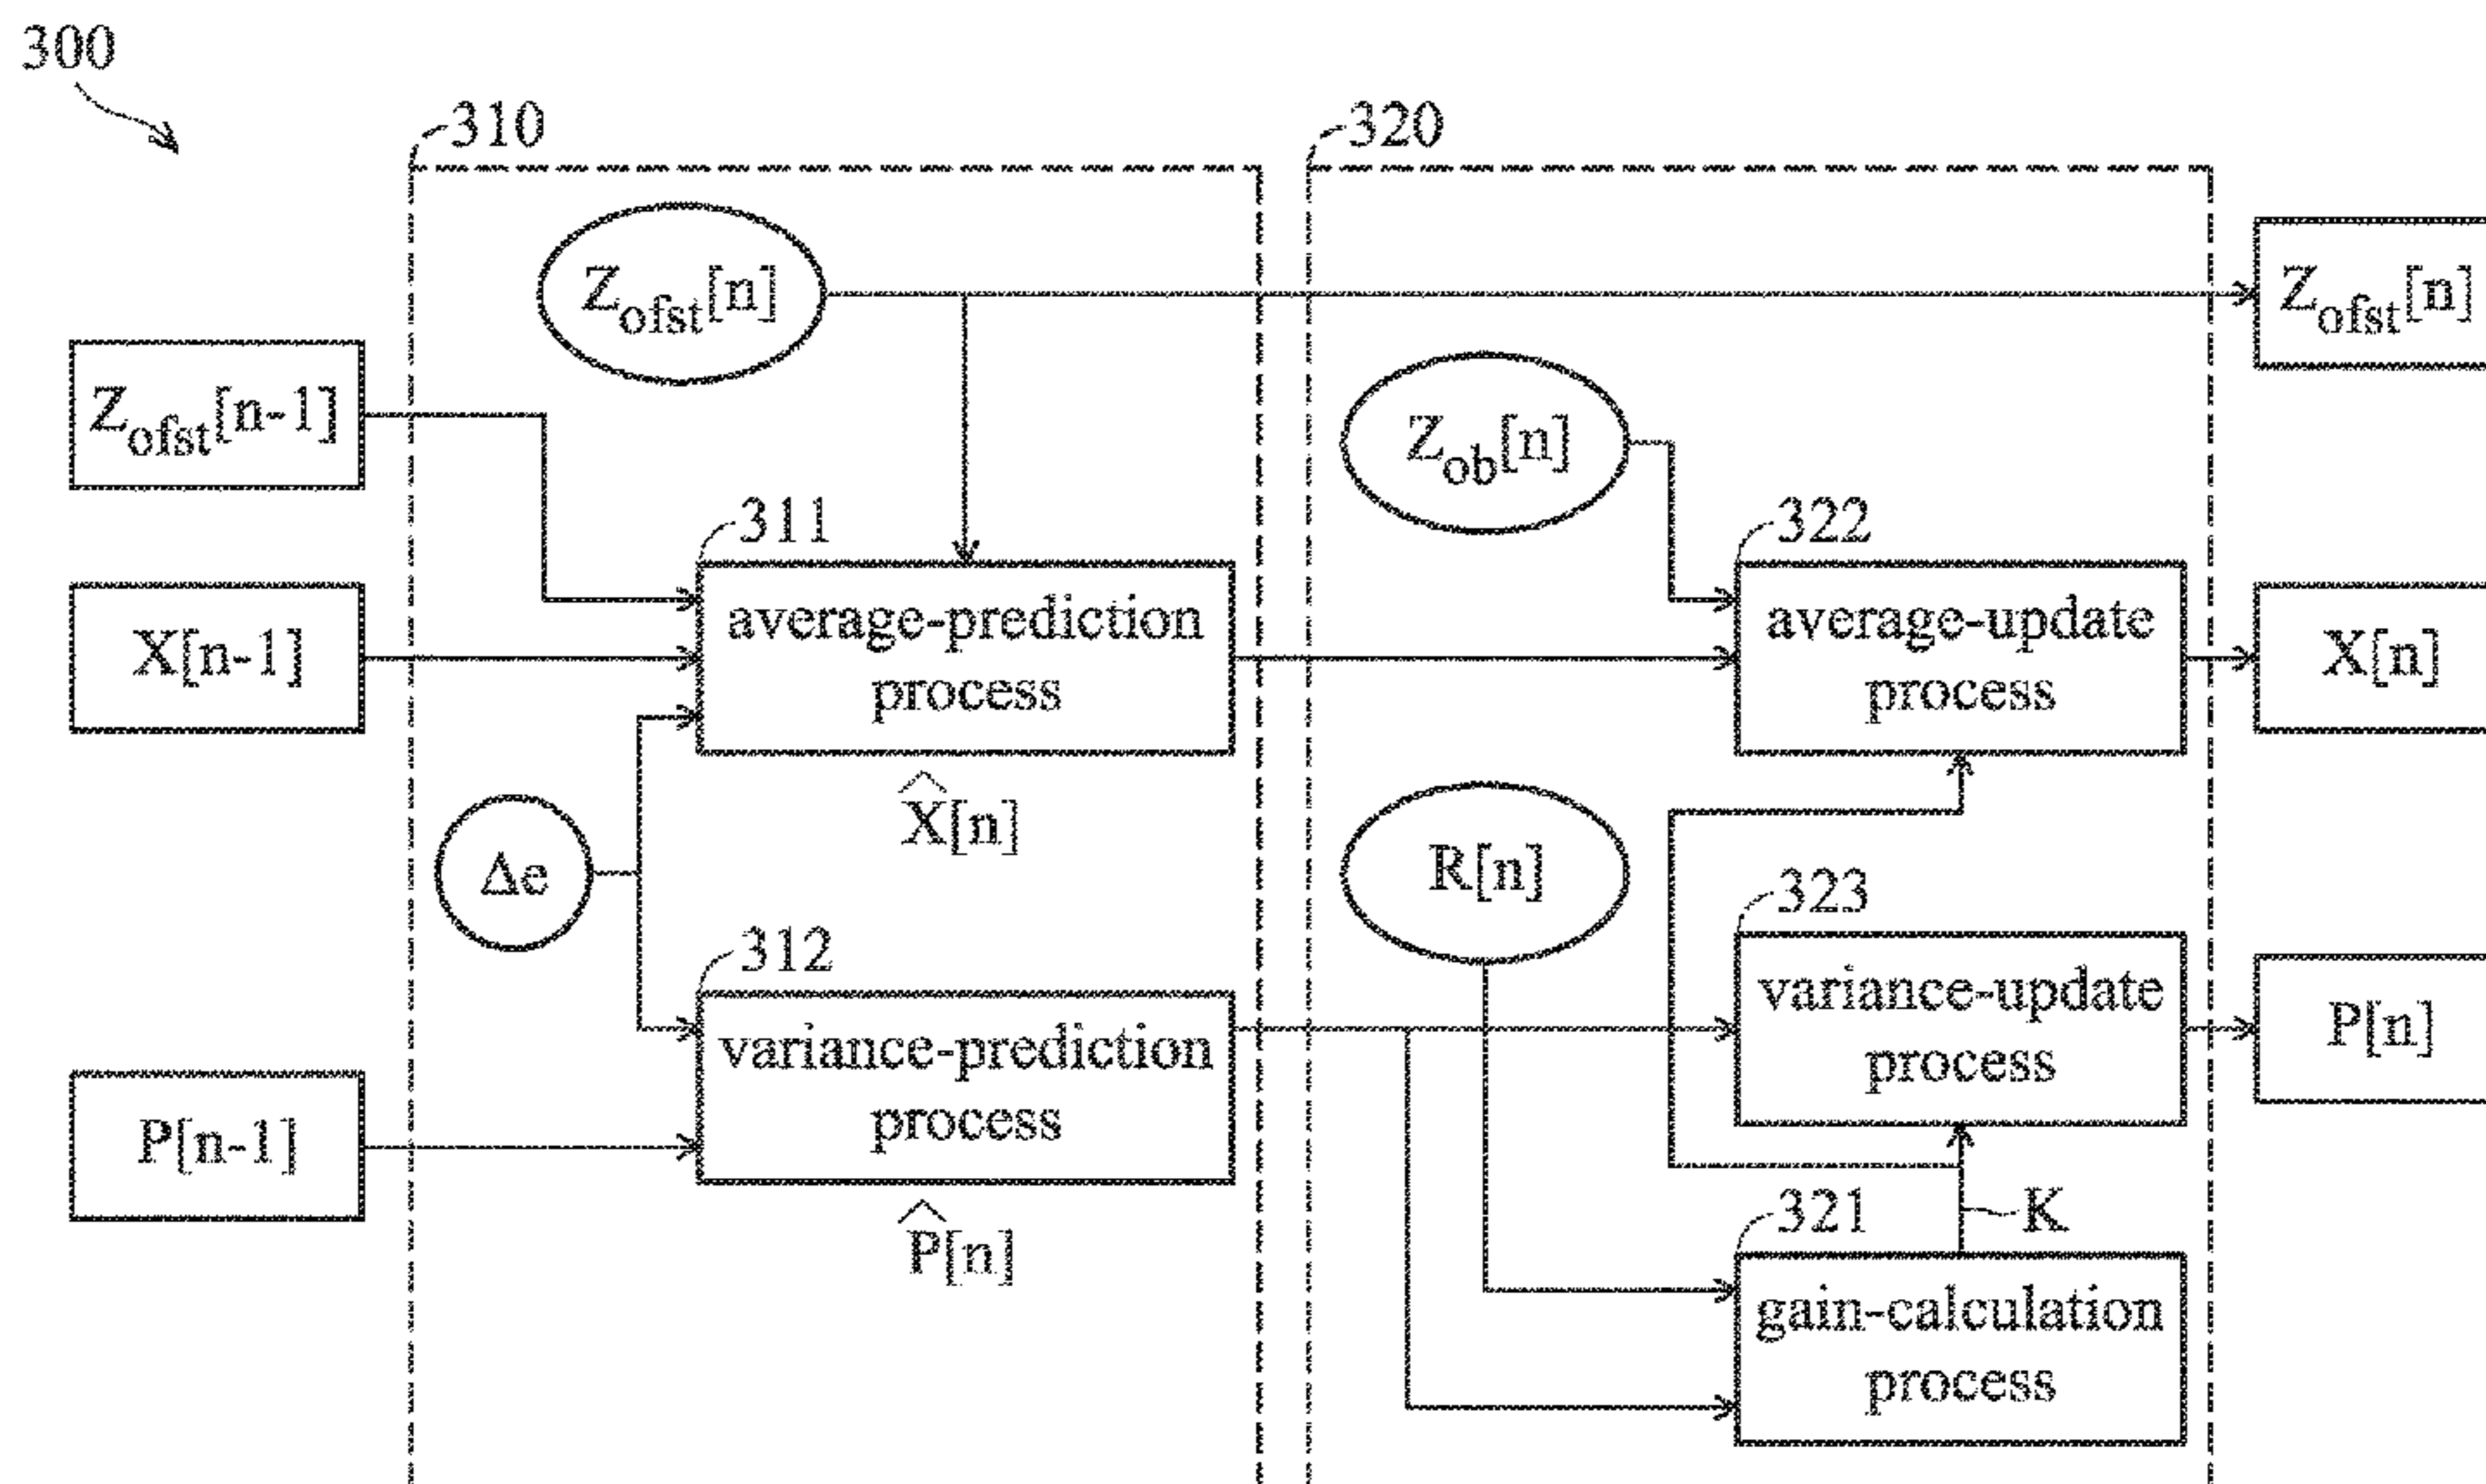 300
310
320
Zofst[n]
Zofst[n]
Zofst[n-1]
Zob[n]
311
322
X[n-1]
average-prediction
process
average-update
process
X[n]
X̂[n]
Δe
R[n]
323
312
variance-prediction
process
variance-update
process
P[n]
P[n-1]
P̂[n]
321
K
gain-calculation
process